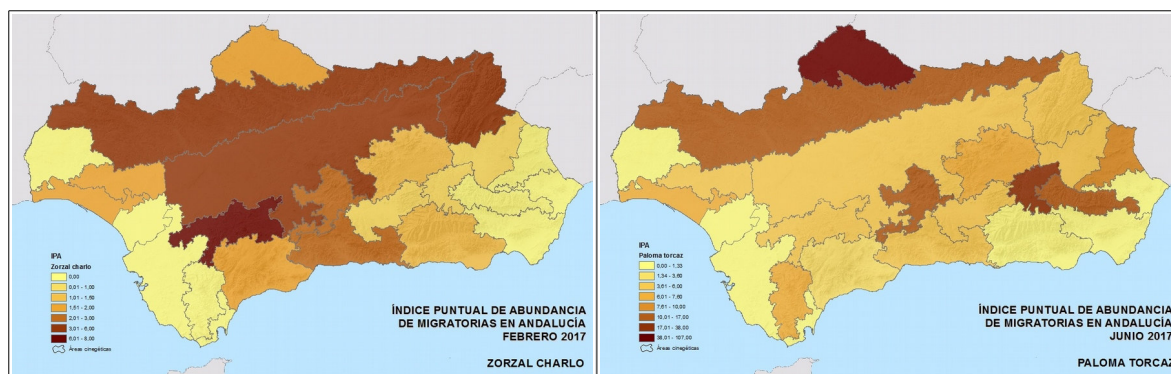 IPA
Zorzal charlo
0,00
0,01 - 1,00
1,01 - 1,50
1,51 - 2,00
2,01 - 3,00
3,01 - 6,00
6,01 - 8,00
Áreas cinegéticas
ÍNDICE PUNTUAL DE ABUNDANCIA
DE MIGRATORIAS EN ANDALUCÍA
FEBRERO 2017
ZORZAL CHARLO
IPA
Paloma torcaz
0,00 - 1,33
1,34 - 3,60
3,61 - 6,00
6,01 - 7,60
7,61 - 10,00
10,01 - 17,00
17,01 - 38,00
38,01 - 107,00
Áreas cinegéticas
ÍNDICE PUNTUAL DE ABUNDANCIA
DE MIGRATORIAS EN ANDALUCÍA
JUNIO 2017
PALOMA TORCAZ